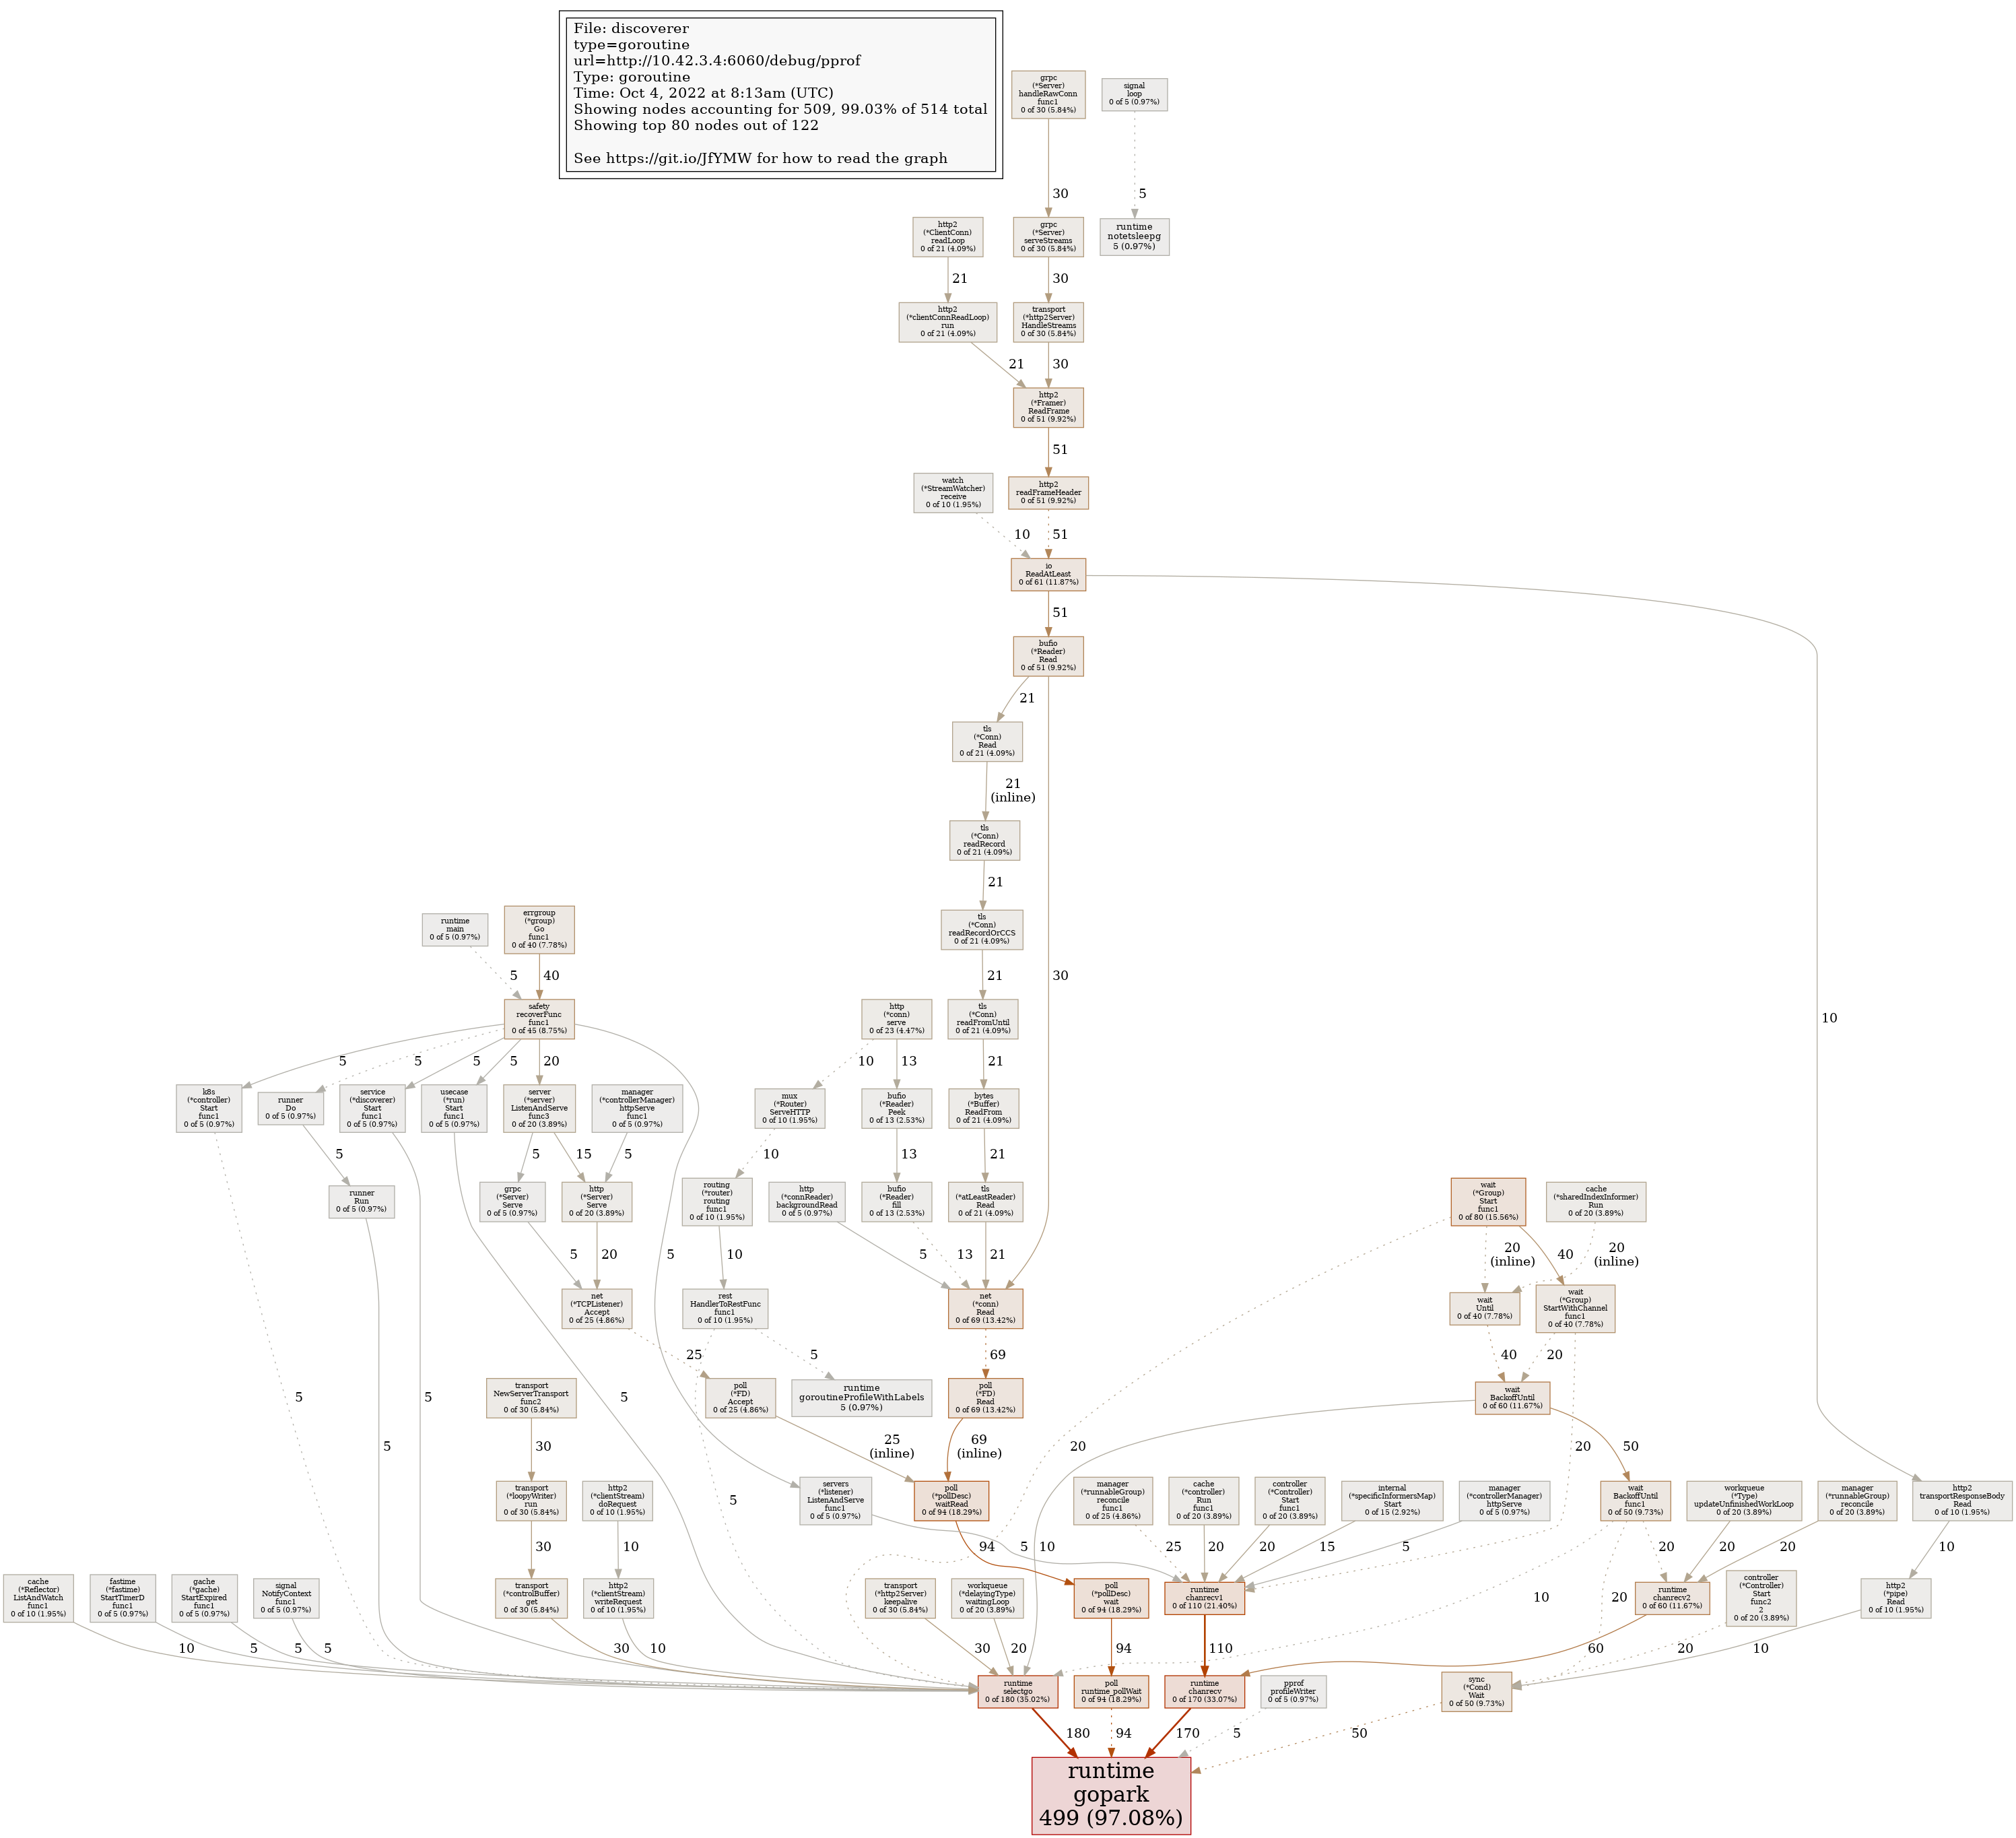 File: discoverer
type=goroutine
url=http://10.42.3.4:6060/debug/pprof
Type: goroutine
Time: Oct 4, 2022 at 8:13am (UTC)
Showing nodes accounting for 509, 99.03% of 514 total
Showing top 80 nodes out of 122
See https://git.io/JfYMW for how to read the graph
grpc
(*Server)
handleRawConn
func1
0 of 30 (5.84%)
signal
loop
0 of 5 (0.97%)
30
5
http2
(*ClientConn)
readLoop
0 of 21 (4.09%)
grpc
(*Server)
serveStreams
0 of 30 (5.84%)
runtime
notetsleepg
5 (0.97%)
21
30
http2
(*clientConnReadLoop)
run
0 of 21 (4.09%)
transport
(*http2Server)
HandleStreams
0 of 30 (5.84%)
21
30
http2
(*Framer)
ReadFrame
0 of 51 (9.92%)
51
watch
(*StreamWatcher)
receive
0 of 10 (1.95%)
http2
readFrameHeader
0 of 51 (9.92%)
10
51
io
ReadAtLeast
0 of 61 (11.87%)
51
bufio
(*Reader)
Read
0 of 51 (9.92%)
21
tls
(*Conn)
Read
0 of 21 (4.09%)
21
(inline)
tls
(*Conn)
readRecord
0 of 21 (4.09%)
21
runtime
main
0 of 5 (0.97%)
errgroup
(*group)
Go
func1
0 of 40 (7.78%)
tls
(*Conn)
readRecordOrCCS
0 of 21 (4.09%)
5
40
21
30
safety
recoverFunc
func1
0 of 45 (8.75%)
http
(*conn)
serve
0 of 23 (4.47%)
tls
(*Conn)
readFromUntil
0 of 21 (4.09%)
10
5
5
5
5
20
10
13
21
k8s
(*controller)
Start
func1
0 of 5 (0.97%)
runner
Do
0 of 5 (0.97%)
service
(*discoverer)
Start
func1
0 of 5 (0.97%)
usecase
(*run)
Start
func1
0 of 5 (0.97%)
server
(*server)
ListenAndServe
func3
0 of 20 (3.89%)
manager
(*controllerManager)
httpServe
func1
0 of 5 (0.97%)
mux
(*Router)
ServeHTTP
0 of 10 (1.95%)
bufio
(*Reader)
Peek
0 of 13 (2.53%)
bytes
(*Buffer)
ReadFrom
0 of 21 (4.09%)
5
5
15
5
10
13
21
runner
Run
0 of 5 (0.97%)
grpc
(*Server)
Serve
0 of 5 (0.97%)
http
(*Server)
Serve
0 of 20 (3.89%)
routing
(*router)
routing
func1
0 of 10 (1.95%)
http
(*connReader)
backgroundRead
0 of 5 (0.97%)
bufio
(*Reader)
fill
0 of 13 (2.53%)
tls
(*atLeastReader)
Read
0 of 21 (4.09%)
wait
(*Group)
Start
func1
0 of 80 (15.56%)
cache
(*sharedIndexInformer)
Run
0 of 20 (3.89%)
5
20
5
10
5
13
21
20
(inline)
40
20
(inline)
net
(*TCPListener)
Accept
0 of 25 (4.86%)
rest
HandlerToRestFunc
func1
0 of 10 (1.95%)
net
(*conn)
Read
0 of 69 (13.42%)
wait
Until
0 of 40 (7.78%)
wait
(*Group)
StartWithChannel
func1
0 of 40 (7.78%)
25
5
69
40
20
transport
NewServerTransport
func2
0 of 30 (5.84%)
poll
(*FD)
Accept
0 of 25 (4.86%)
runtime
goroutineProfileWithLabels
5 (0.97%)
poll
(*FD)
Read
0 of 69 (13.42%)
wait
BackoffUntil
0 of 60 (11.67%)
5
5
5
5
30
25
(inline)
69
(inline)
20
20
50
transport
(*loopyWriter)
run
0 of 30 (5.84%)
http2
(*clientStream)
doRequest
0 of 10 (1.95%)
servers
(*listener)
ListenAndServe
func1
0 of 5 (0.97%)
poll
(*pollDesc)
waitRead
0 of 94 (18.29%)
manager
(*runnableGroup)
reconcile
func1
0 of 25 (4.86%)
cache
(*controller)
Run
func1
0 of 20 (3.89%)
controller
(*Controller)
Start
func1
0 of 20 (3.89%)
internal
(*specificInformersMap)
Start
0 of 15 (2.92%)
manager
(*controllerManager)
httpServe
0 of 5 (0.97%)
wait
BackoffUntil
func1
0 of 50 (9.73%)
workqueue
(*Type)
updateUnfinishedWorkLoop
0 of 20 (3.89%)
manager
(*runnableGroup)
reconcile
0 of 20 (3.89%)
http2
transportResponseBody
Read
0 of 10 (1.95%)
5
30
10
94
5
10
25
20
20
15
5
20
20
20
10
cache
(*Reflector)
ListAndWatch
func1
0 of 10 (1.95%)
fastime
(*fastime)
StartTimerD
func1
0 of 5 (0.97%)
gache
(*gache)
StartExpired
func1
0 of 5 (0.97%)
signal
NotifyContext
func1
0 of 5 (0.97%)
transport
(*controlBuffer)
get
0 of 30 (5.84%)
http2
(*clientStream)
writeRequest
0 of 10 (1.95%)
transport
(*http2Server)
keepalive
0 of 30 (5.84%)
workqueue
(*delayingType)
waitingLoop
0 of 20 (3.89%)
poll
(*pollDesc)
wait
0 of 94 (18.29%)
runtime
chanrecv1
0 of 110 (21.40%)
runtime
chanrecv2
0 of 60 (11.67%)
controller
(*Controller)
Start
func2
2
0 of 20 (3.89%)
http2
(*pipe)
Read
0 of 10 (1.95%)
10
20
10
5
5
5
30
10
30
20
94
110
60
20
10
runtime
selectgo
0 of 180 (35.02%)
poll
runtime_pollWait
0 of 94 (18.29%)
runtime
chanrecv
0 of 170 (33.07%)
pprof
profileWriter
0 of 5 (0.97%)
sync
(*Cond)
Wait
0 of 50 (9.73%)
180
94
170
5
50
runtime
gopark
499 (97.08%)